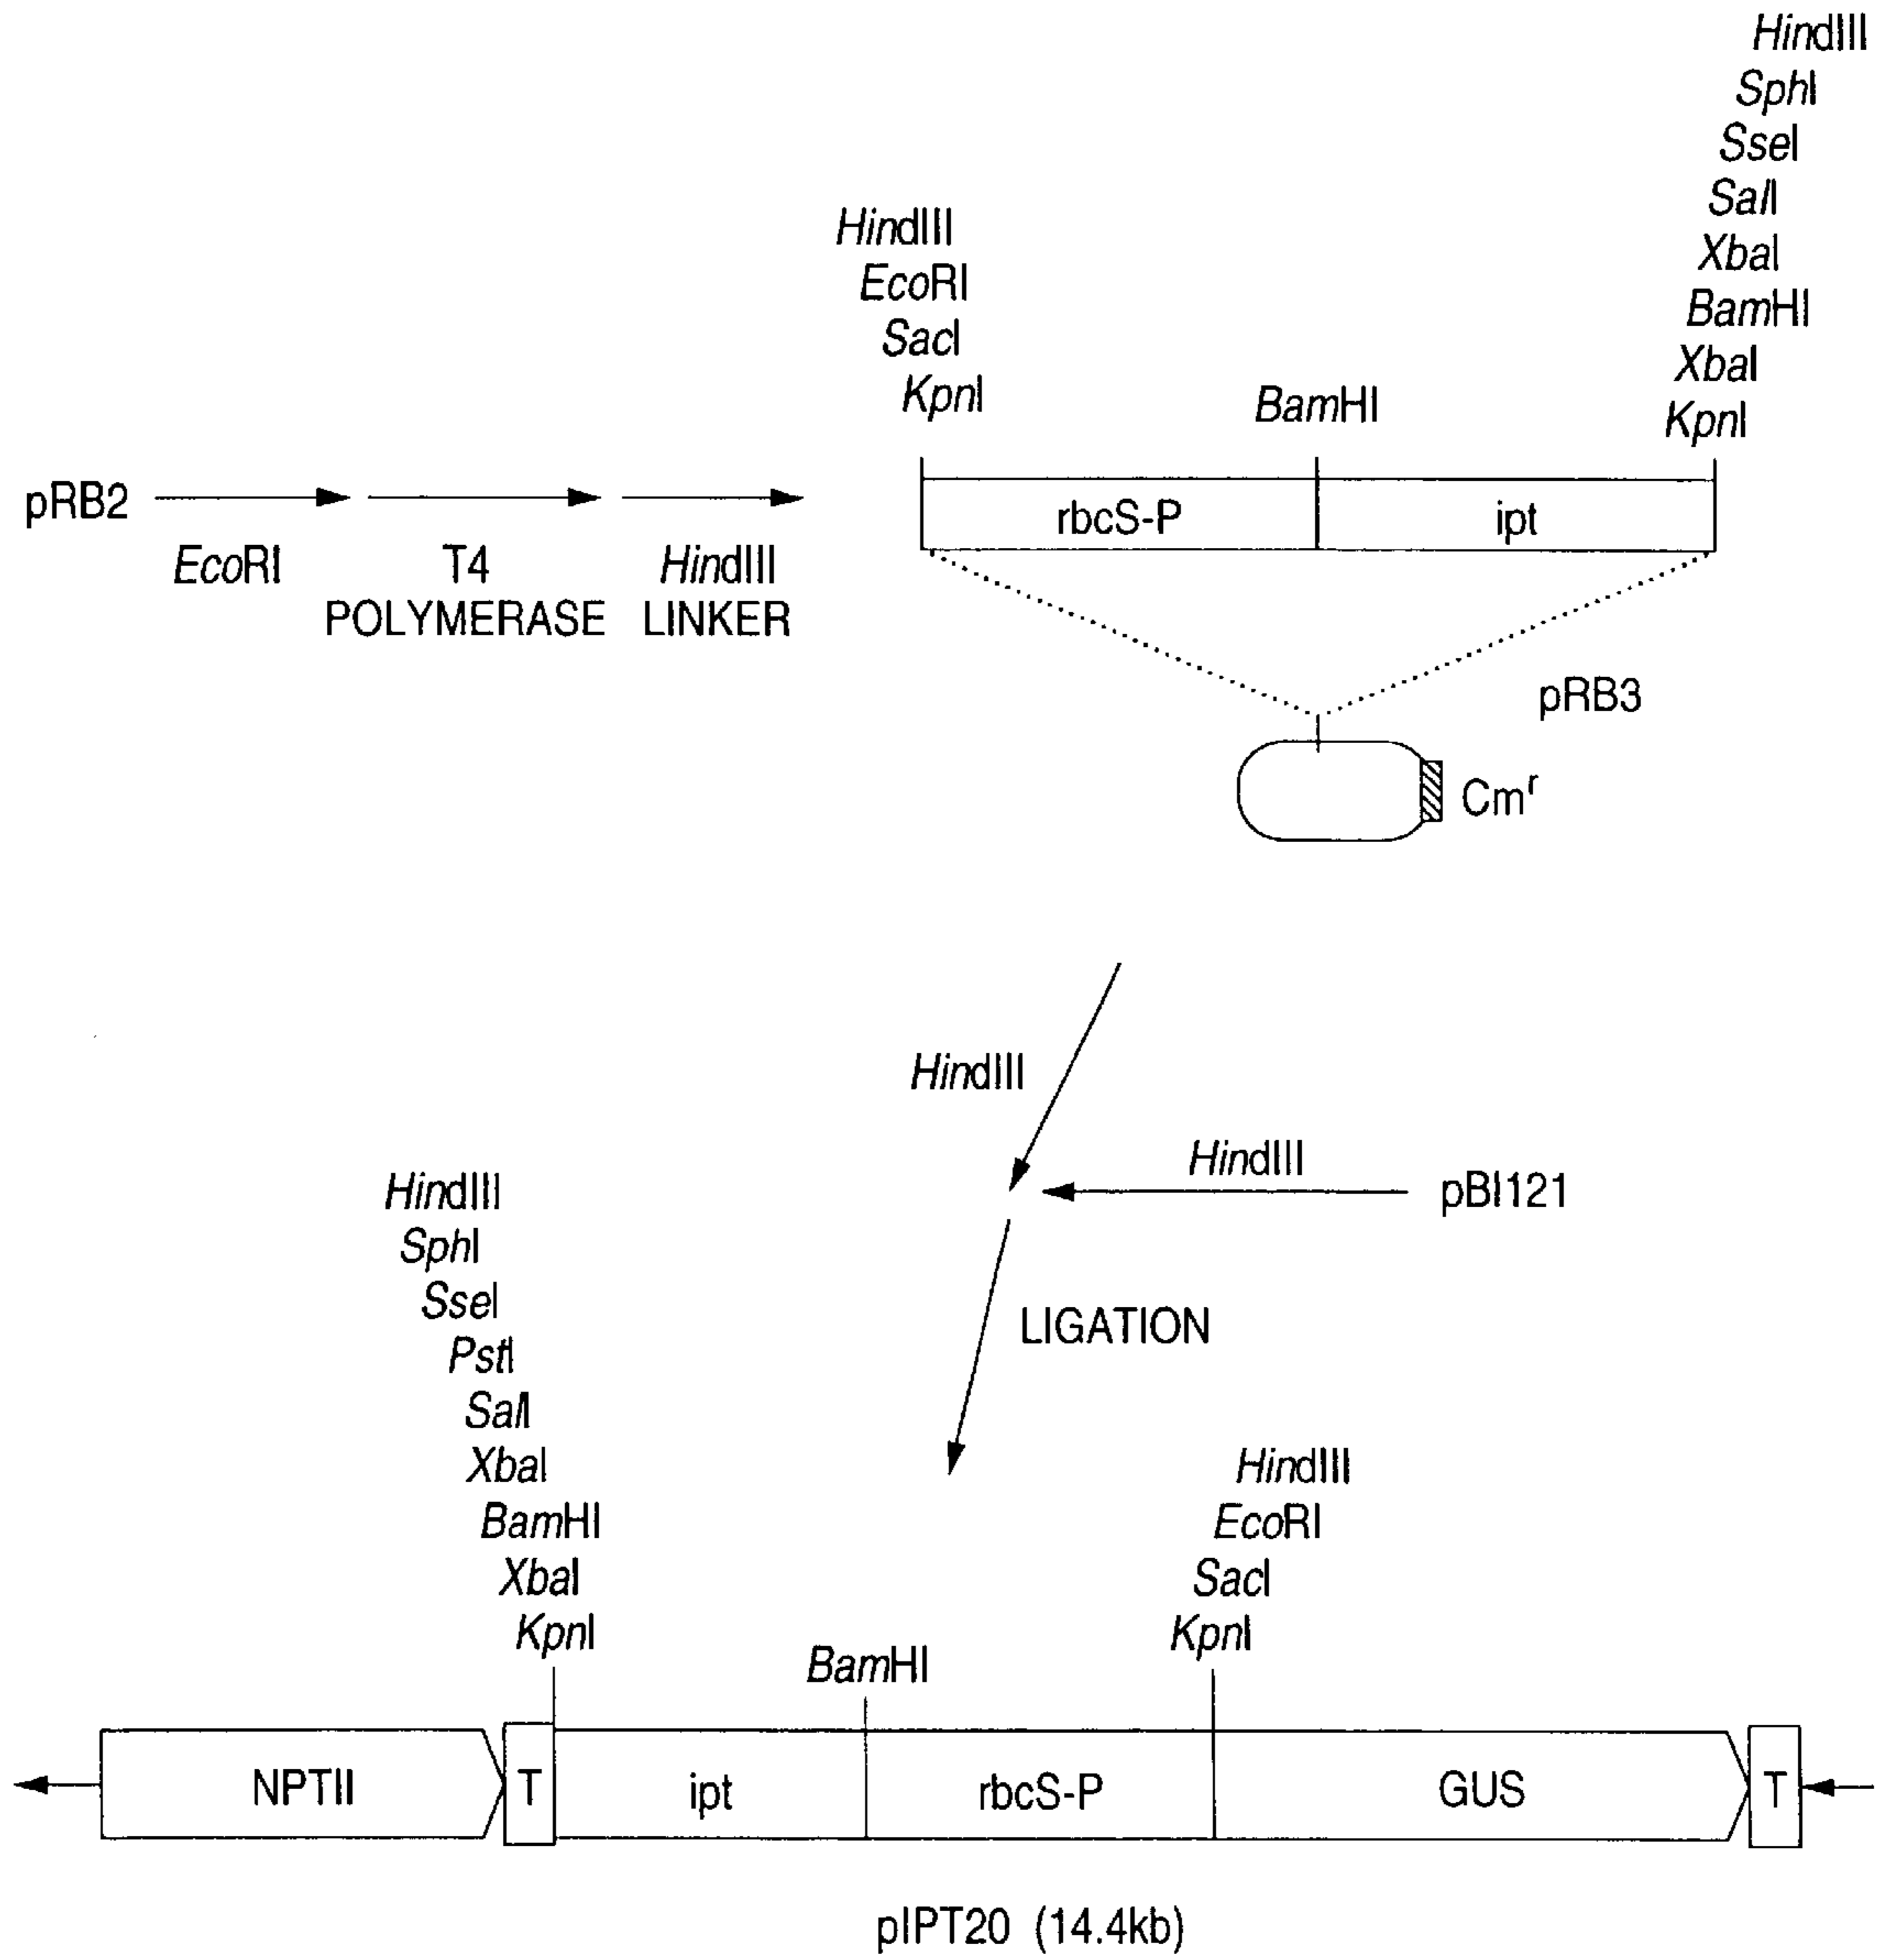 HindIII
SphI
SseI
SalI
XbaI
BamHI
XbaI
KpnI
HindIII
EcoRI
SacI
KpnI
BamHI
pRB2
EcoRI
T4
POLYMERASE
HindIII
LINKER
rbcS-P
ipt
pRB3
Cmʳ
HindIII
HindIII
pBI121
LIGATION
HindIII
SphI
SseI
PstI
SalI
XbaI
BamHI
XbaI
KpnI
BamHI
HindIII
EcoRI
SacI
KpnI
NPTII
T
ipt
rbcS-P
GUS
T
pIPT20 (14.4kb)